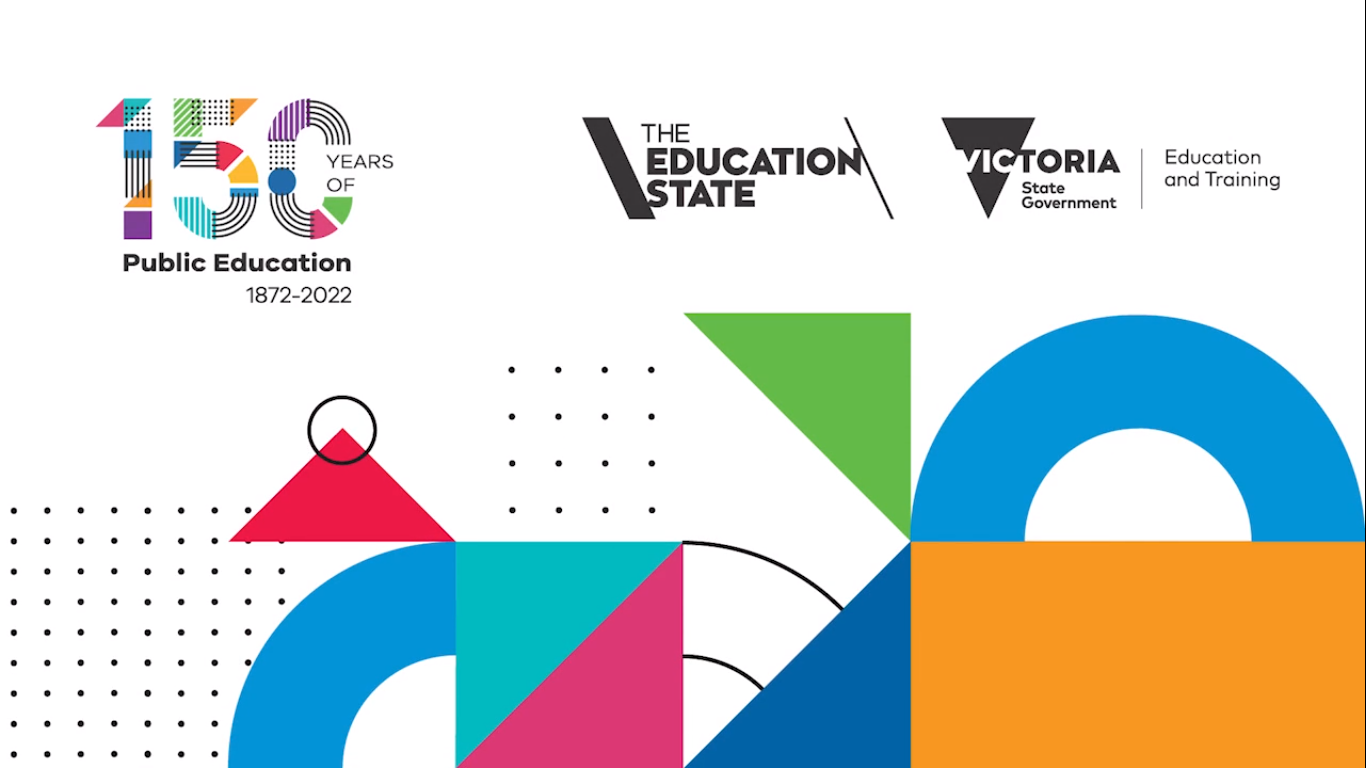 150
YEARS
OF
Public Education
1872-2022
THE
EDUCATION
STATE
VICTORIA
State
Government
Education
and Training